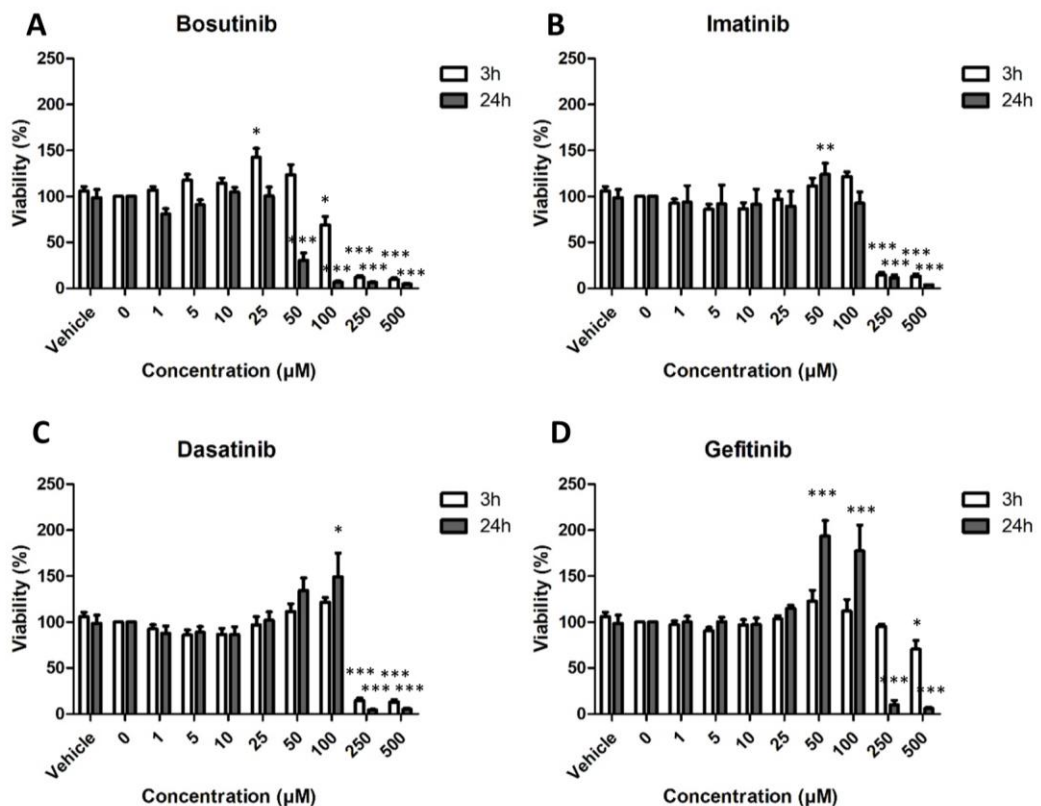 A
Bosutinib
250
200
150
100
50
0
Viability (%)
3h
24h
*
***
*
***
***
***
***
***
Vehicle 0 1 5 10 25 50 100 250 500
Concentration (µM)
B
Imatinib
250
200
150
100
50
0
Viability (%)
3h
24h
**
***
***
***
***
Vehicle 0 1 5 10 25 50 100 250 500
Concentration (µM)
C
Dasatinib
250
200
150
100
50
0
Viability (%)
3h
24h
*
***
***
***
***
Vehicle 0 1 5 10 25 50 100 250 500
Concentration (µM)
D
Gefitinib
250
200
150
100
50
0
Viability (%)
3h
24h
***
***
***
*
***
Vehicle 0 1 5 10 25 50 100 250 500
Concentration (µM)